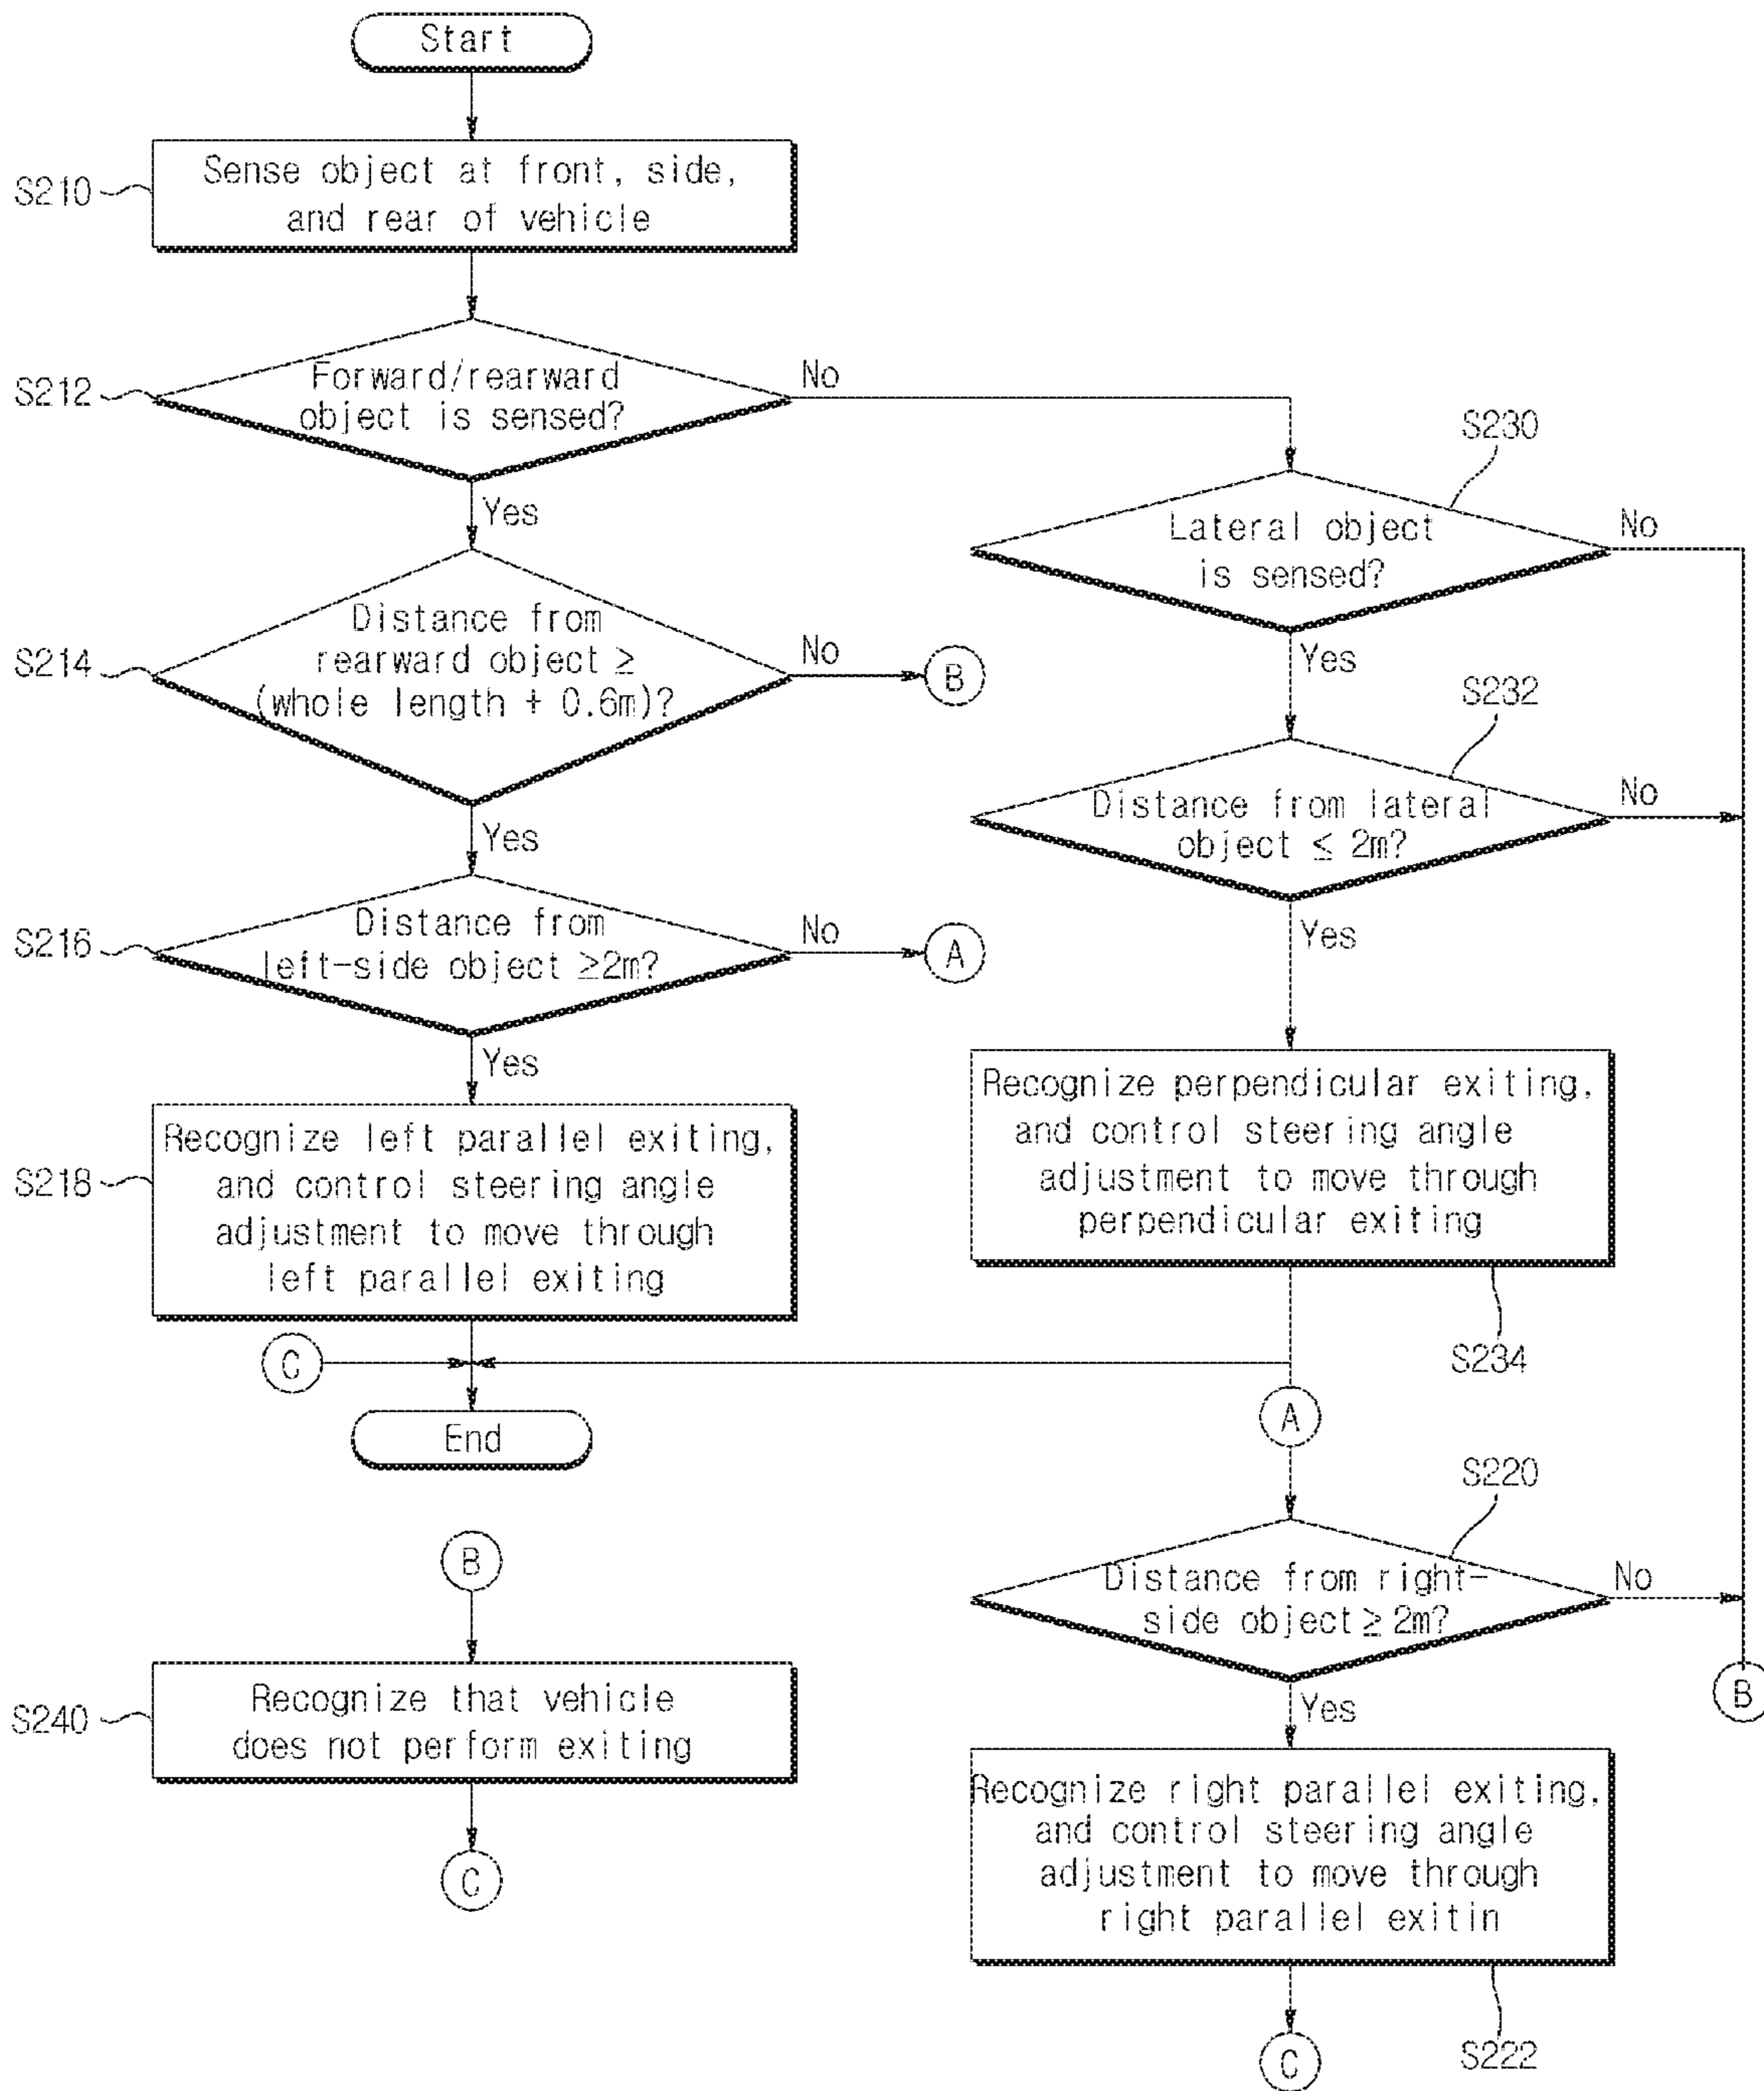 Start
S210
Sense object at front, side,
and rear of vehicle
S212
Forward/rearward
object is sensed?
No
Yes
S214
Distance from
rearward object ≥
(whole length + 0.6m)?
No
B
Yes
S216
Distance from
left-side object ≥2m?
No
A
Yes
S218
Recognize left parallel exiting,
and control steering angle
adjustment to move through
left parallel exiting
C
End
B
S240
Recognize that vehicle
does not perform exiting
C
S230
Lateral object
is sensed?
No
Yes
S232
Distance from lateral
object ≤ 2m?
No
Yes
Recognize perpendicular exiting,
and control steering angle
adjustment to move through
perpendicular exiting
S234
A
S220
Distance from right-
side object ≥ 2m?
No
B
Yes
Recognize right parallel exiting,
and control steering angle
adjustment to move through
right parallel exitin
S222
C